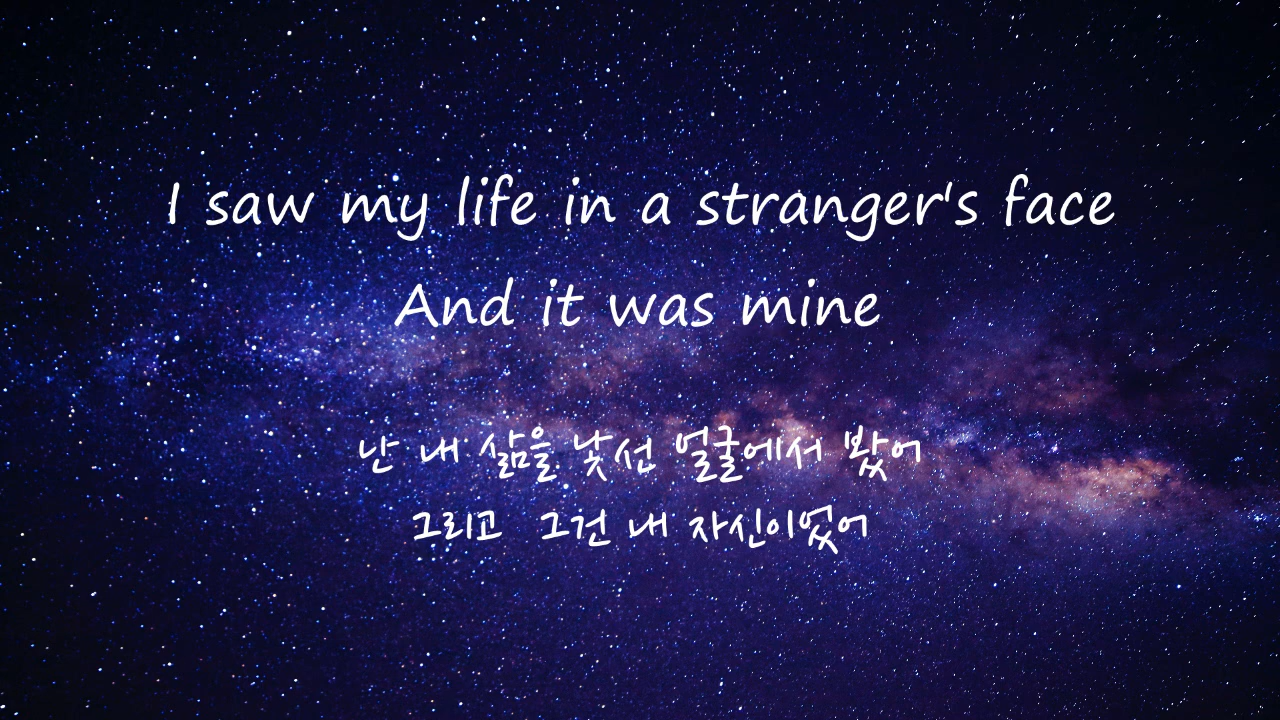 I saw my life in a stranger's face
And it was mine
난 내 삶을 낯선 얼굴에서 봤어
그리고 그건 내 자신이었어